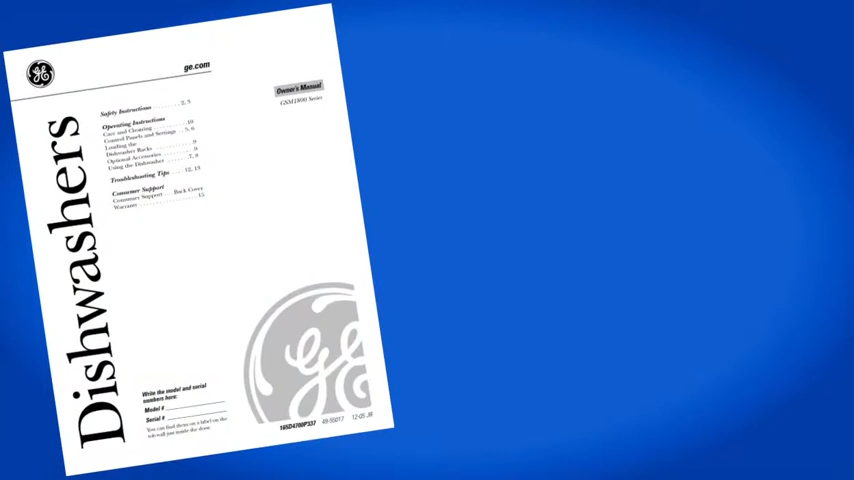 GE
ge.com
Owner's Manual
GSM1800 Series
Dishwashers
Safety Instructions . . . . . . . . 2, 3
Operating Instructions
Care and Cleaning . . . . . . . . . . 10
Control Panels and Settings . . 5, 6
Loading the
Dishwasher Racks . . . . . . . . . . 9
Optional Accessories . . . . . . . . 9
Using the Dishwasher . . . . . . 7, 8
Troubleshooting Tips . . . . 12, 13
Consumer Support
Consumer Support . . Back Cover
Warranty . . . . . . . . . . . . . . . 15
GE
Write the model and serial
numbers here:
Model #
Serial #
You can find them on a label on the
tub wall just inside the door.
165D4700P337 49-55017 12-05 JR